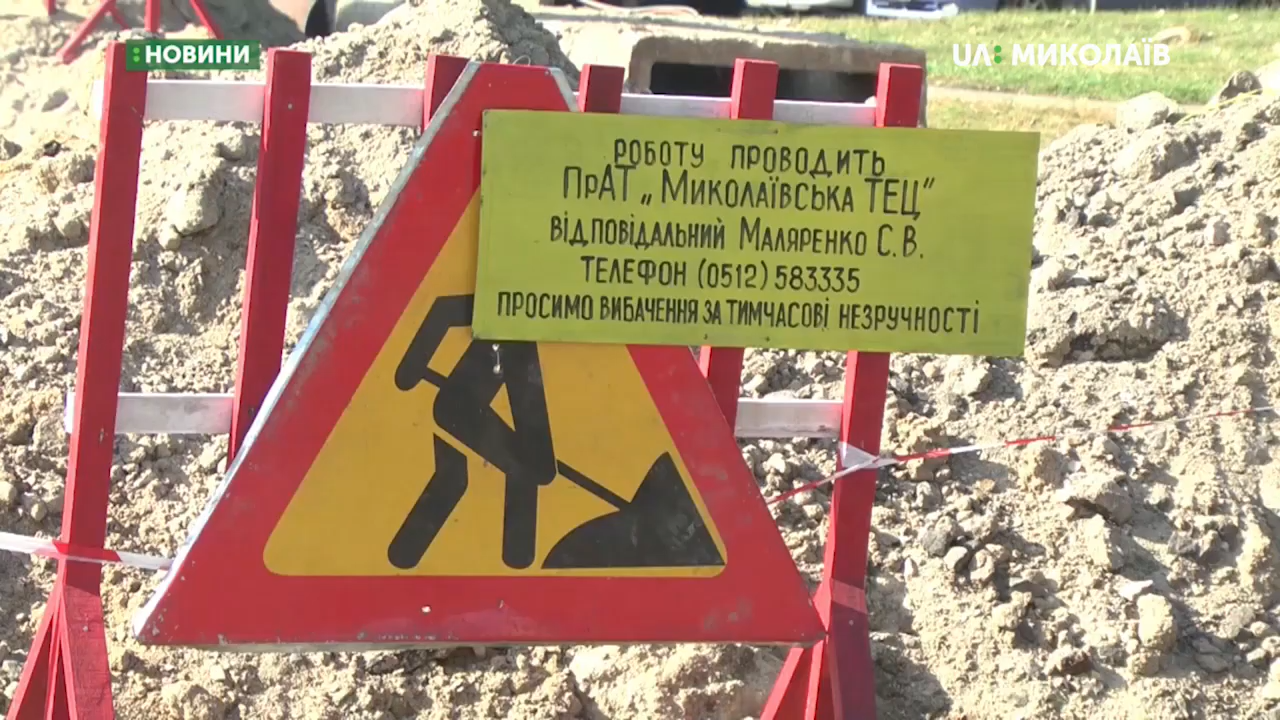 :НОВИНИ
UA: МИКОЛАЇВ
РОБОТУ ПРОВОДИТЬ
ПрАТ „МИКОЛАЇВСЬКА ТЕЦ"
ВІДПОВІДАЛЬНИЙ МАЛЯРЕНКО С.В.
ТЕЛЕФОН (0512) 583335
ПРОСИМО ВИБАЧЕННЯ ЗА ТИМЧАСОВІ НЕЗРУЧНОСТІ